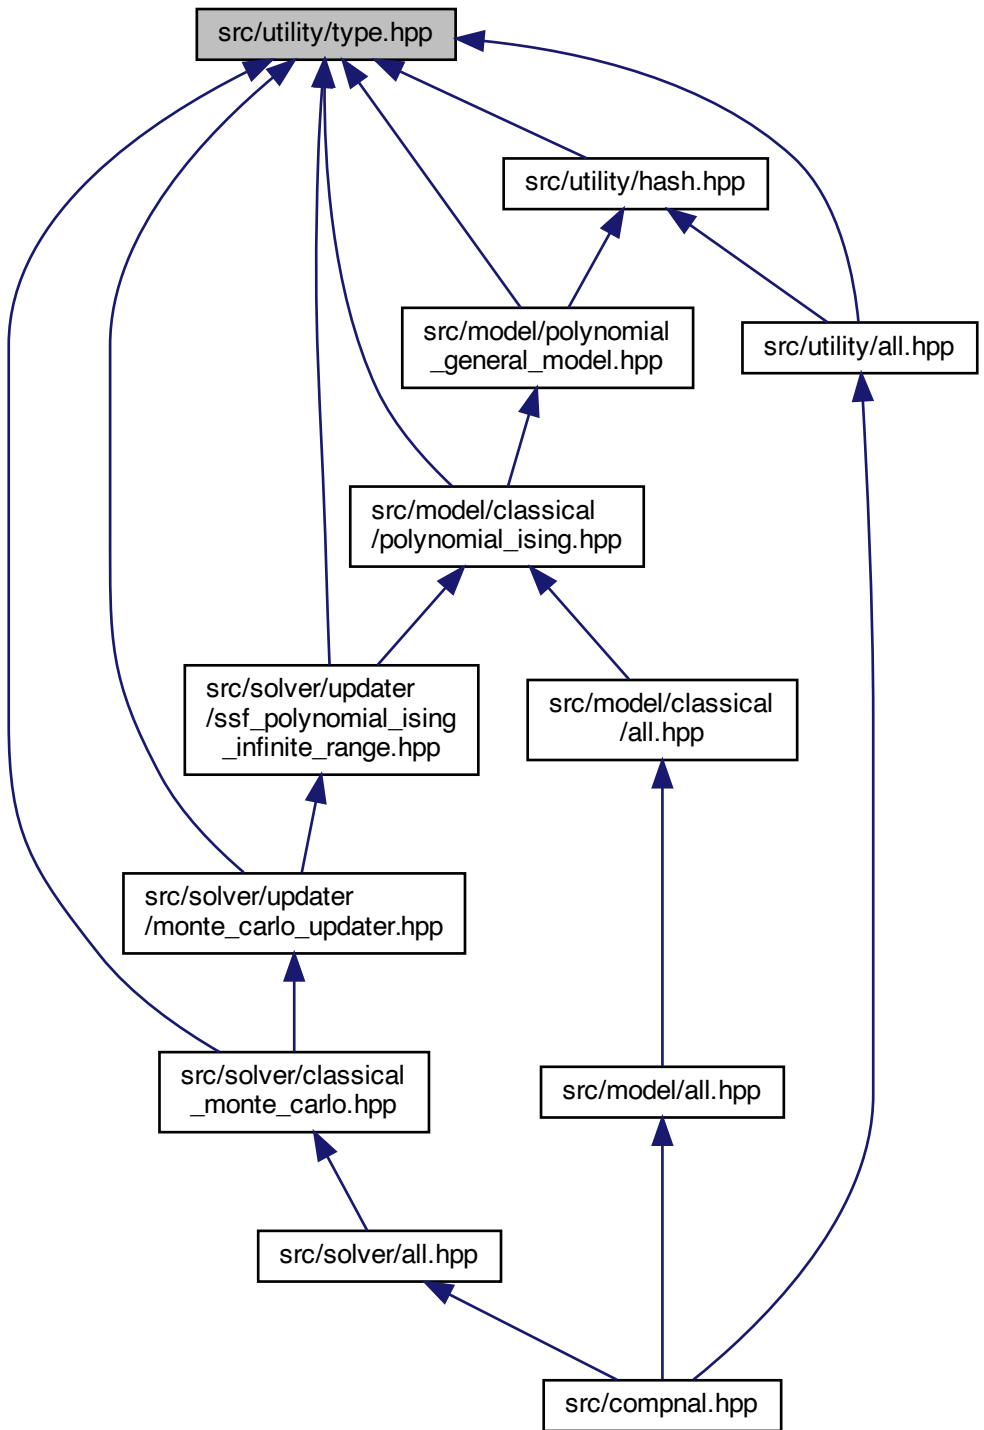 src/utility/type.hpp
src/utility/hash.hpp
src/model/polynomial
_general_model.hpp
src/utility/all.hpp
src/model/classical
/polynomial_ising.hpp
src/solver/updater
/ssf_polynomial_ising
_infinite_range.hpp
src/model/classical
/all.hpp
src/solver/updater
/monte_carlo_updater.hpp
src/solver/classical
_monte_carlo.hpp
src/model/all.hpp
src/solver/all.hpp
src/compnal.hpp